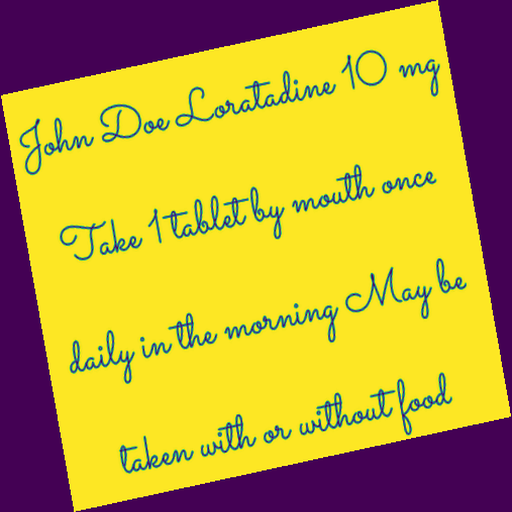 John Doe Loratadine 10 mg
Take 1 tablet by mouth once
daily in the morning May be
taken with or without food